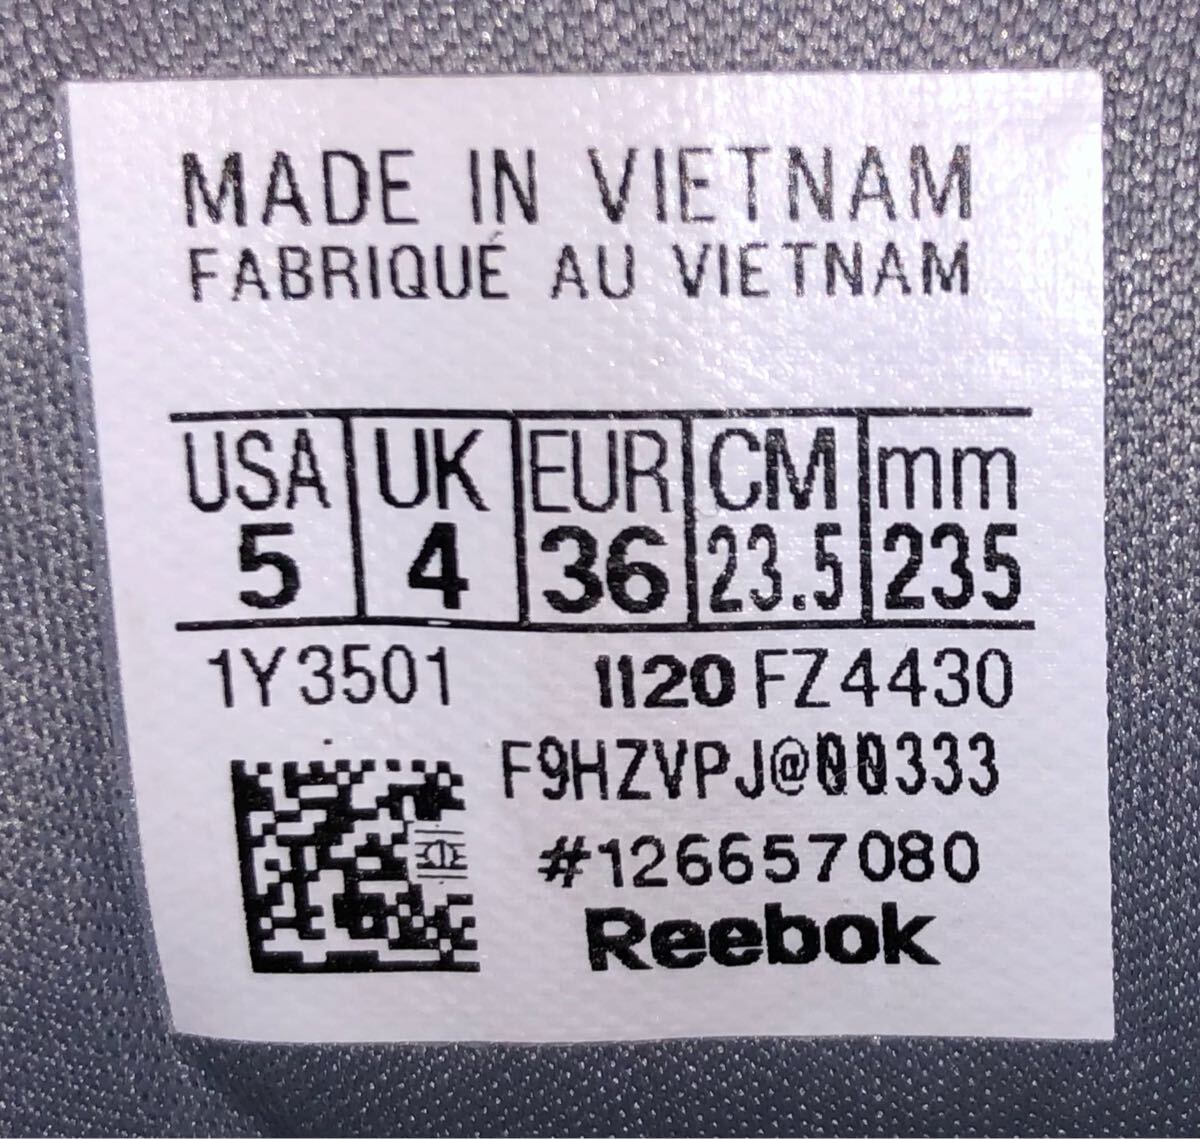 MADE IN VIETNAM
FABRIQUÉ AU VIETNAM
USA UK EUR CM mm
5 4 36 23.5 235
1Y3501 1120 FZ4430
F9HZVPJ@00333
#126657080
Reebok